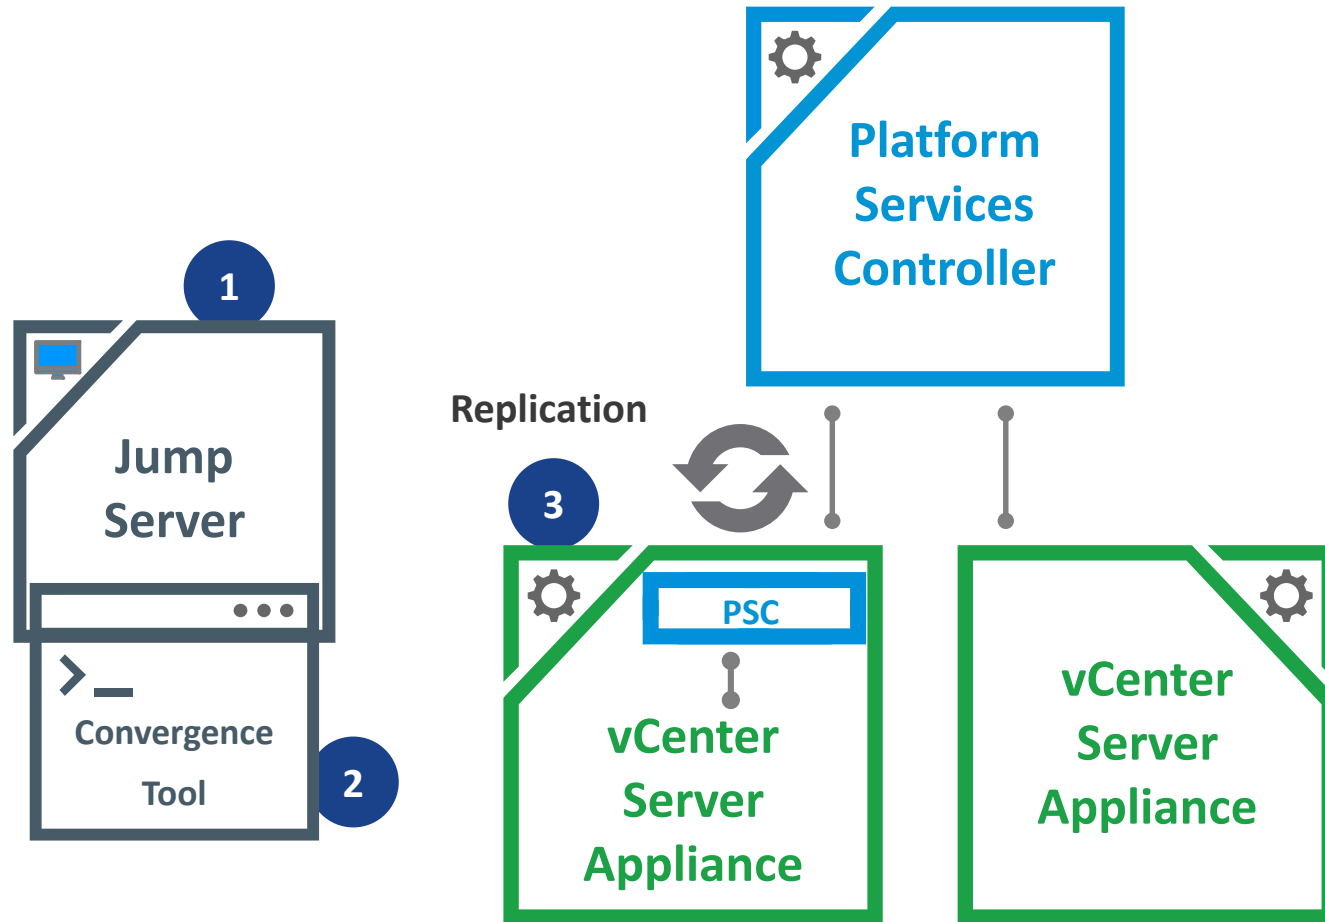 Platform
Services
Controller
1
Jump
Server
Convergence
Tool
2
Replication
3
PSC
vCenter
Server
Appliance
vCenter
Server
Appliance